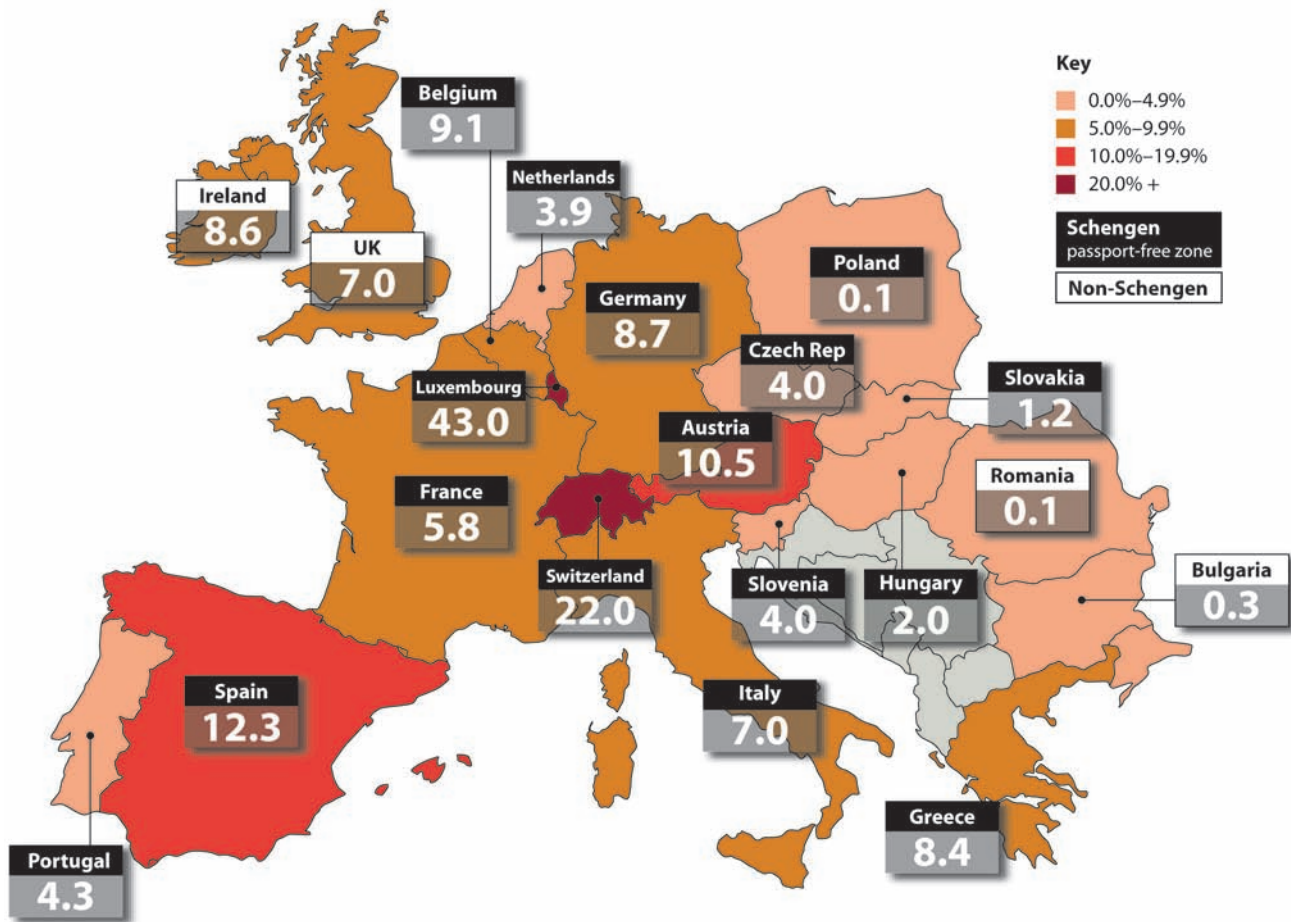 Key
0.0%–4.9%
5.0%–9.9%
10.0%–19.9%
20.0% +
Schengen
passport-free zone
Non-Schengen
Belgium
9.1
Netherlands
3.9
Ireland
8.6
UK
7.0
Germany
8.7
Poland
0.1
Czech Rep
4.0
Slovakia
1.2
Luxembourg
43.0
Austria
10.5
Romania
0.1
France
5.8
Switzerland
22.0
Slovenia
4.0
Hungary
2.0
Bulgaria
0.3
Spain
12.3
Italy
7.0
Greece
8.4
Portugal
4.3